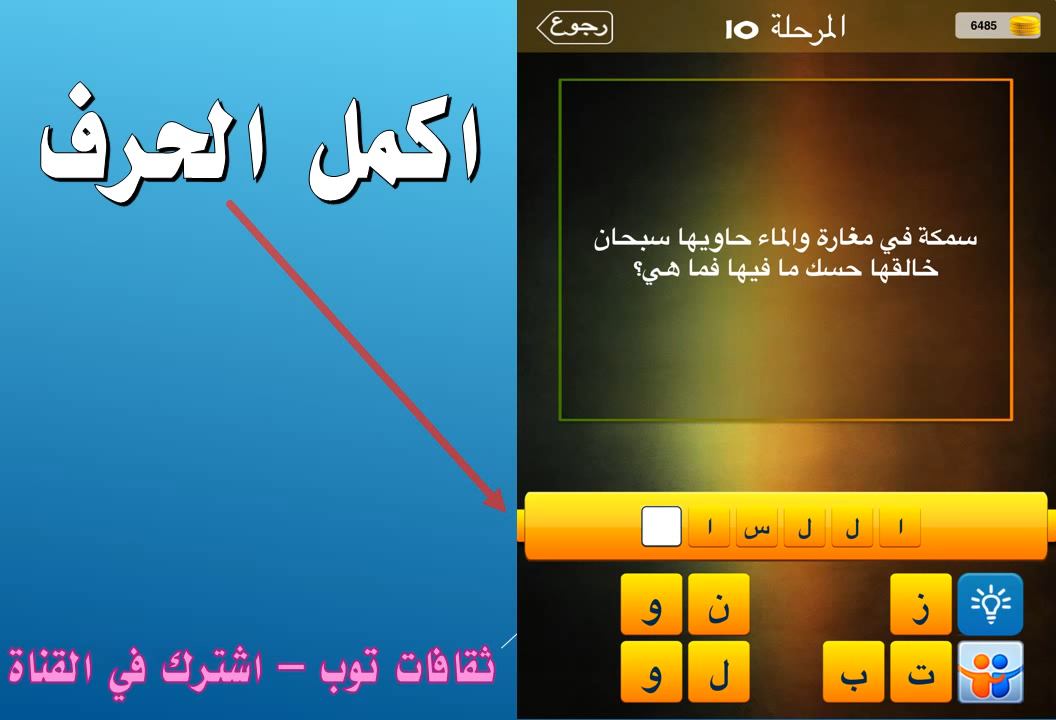 اكمل الحرف
ثقافات توب – اشترك في القناة
رجوع
المرحلة 10
6485
سمكة في مغارة والماء حاويها سبحان
خالقها حسك ما فيها فما هي؟
ا ل ل س ا
و ن ز
و ل ب ت